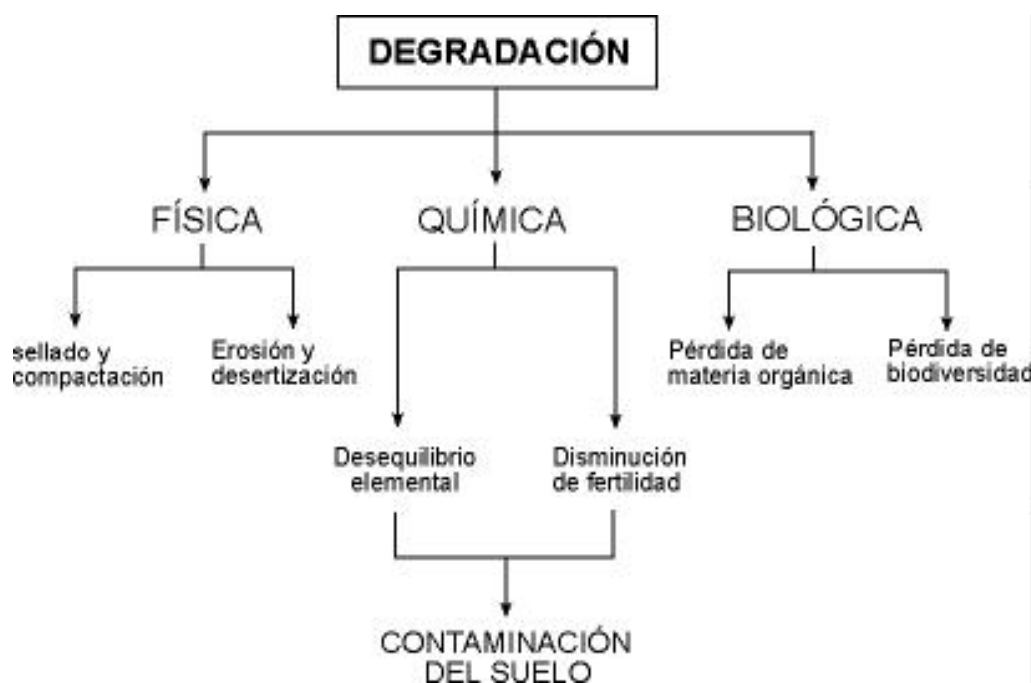 DEGRADACIÓN
FÍSICA
QUÍMICA
BIOLÓGICA
sellado y
compactación
Erosión y
desertización
Pérdida de
materia orgánica
Pérdida de
biodiversidad
Desequilibrio
elemental
Disminución
de fertilidad
CONTAMINACIÓN
DEL SUELO